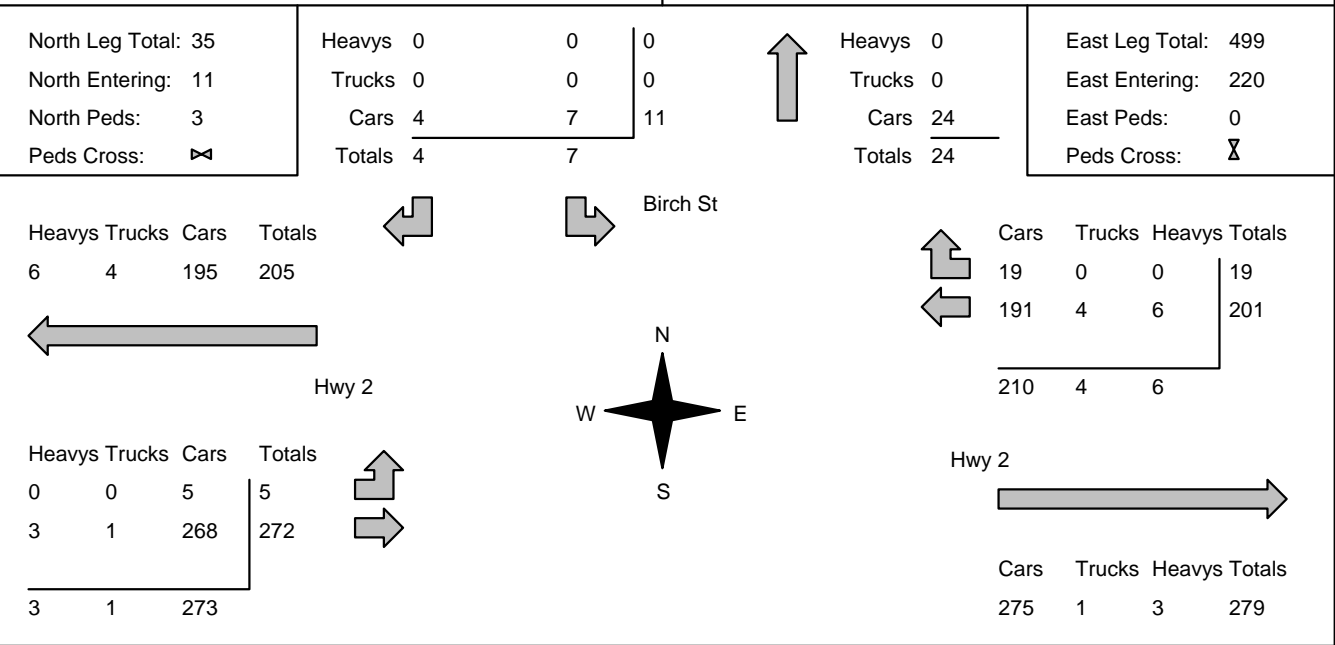 North Leg Total: 35
North Entering: 11
North Peds: 3
Peds Cross:
Heavys 0 0 0
Trucks 0 0 0
Cars 4 7 11
Totals 4 7
Heavys 0
Trucks 0
Cars 24
Totals 24
East Leg Total: 499
East Entering: 220
East Peds: 0
Peds Cross:
Birch St
Heavys Trucks Cars Totals
6 4 195 205
Hwy 2
Cars Trucks Heavys Totals
19 0 0 19
191 4 6 201
210 4 6
N
W E
S
Heavys Trucks Cars Totals
0 0 5 5
3 1 268 272
3 1 273
Hwy 2
Cars Trucks Heavys Totals
275 1 3 279